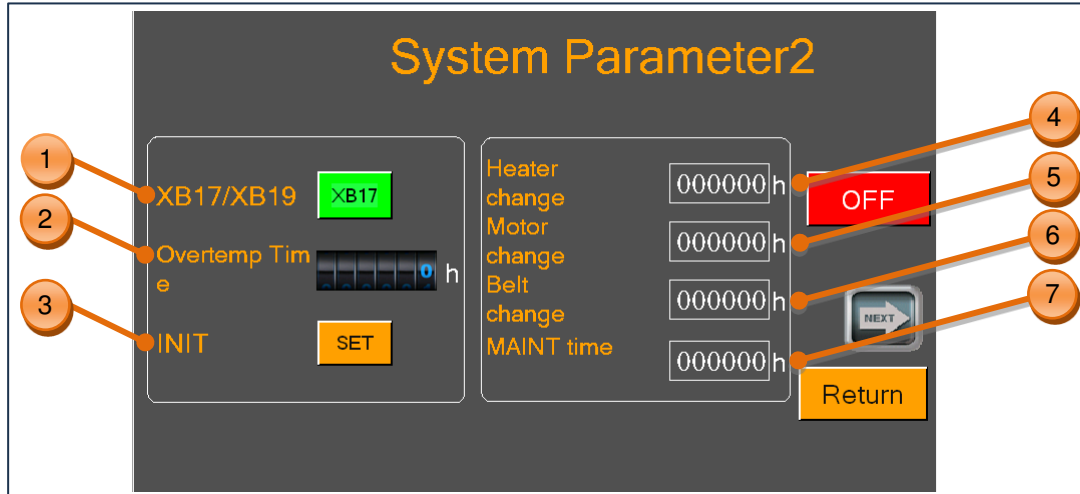 System Parameter2
1
XB17/XB19
XB17
2
Overtemp Tim
e
0
h
3
INIT
SET
Heater
change
000000 h
4
Motor
change
000000 h
5
Belt
change
000000 h
6
MAINT time
000000 h
7
OFF
NEXT
Return